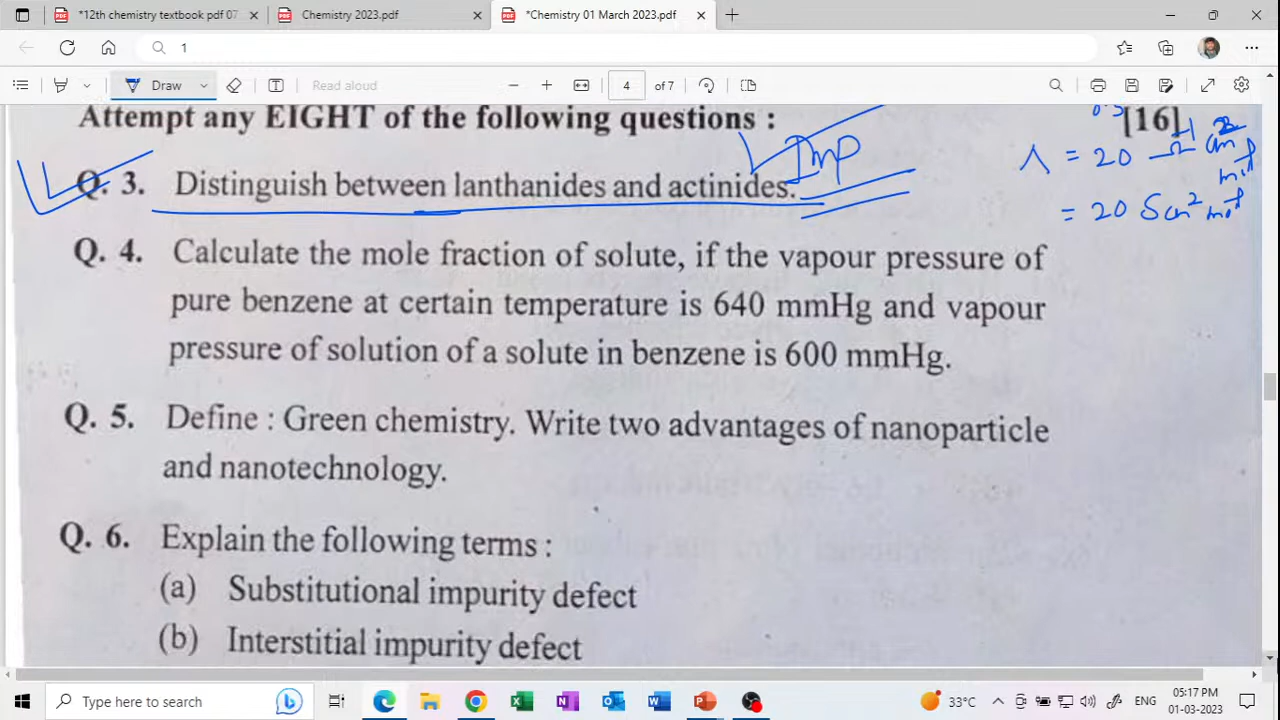 *12th chemistry textbook pdf 07
Chemistry 2023.pdf
*Chemistry 01 March 2023.pdf
1
Draw
Read aloud
4
of 7
Attempt any EIGHT of the following questions :
[16]
Q. 3. Distinguish between lanthanides and actinides.
Imp
Λ = 20 Ω-1 cm2 mol-1
= 20 S cm2 mol-1
Q. 4. Calculate the mole fraction of solute, if the vapour pressure of
pure benzene at certain temperature is 640 mmHg and vapour
pressure of solution of a solute in benzene is 600 mmHg.
Q. 5. Define : Green chemistry. Write two advantages of nanoparticle
and nanotechnology.
Q. 6. Explain the following terms :
(a) Substitutional impurity defect
(b) Interstitial impurity defect
Type here to search
33°C
ENG
05:17 PM
01-03-2023